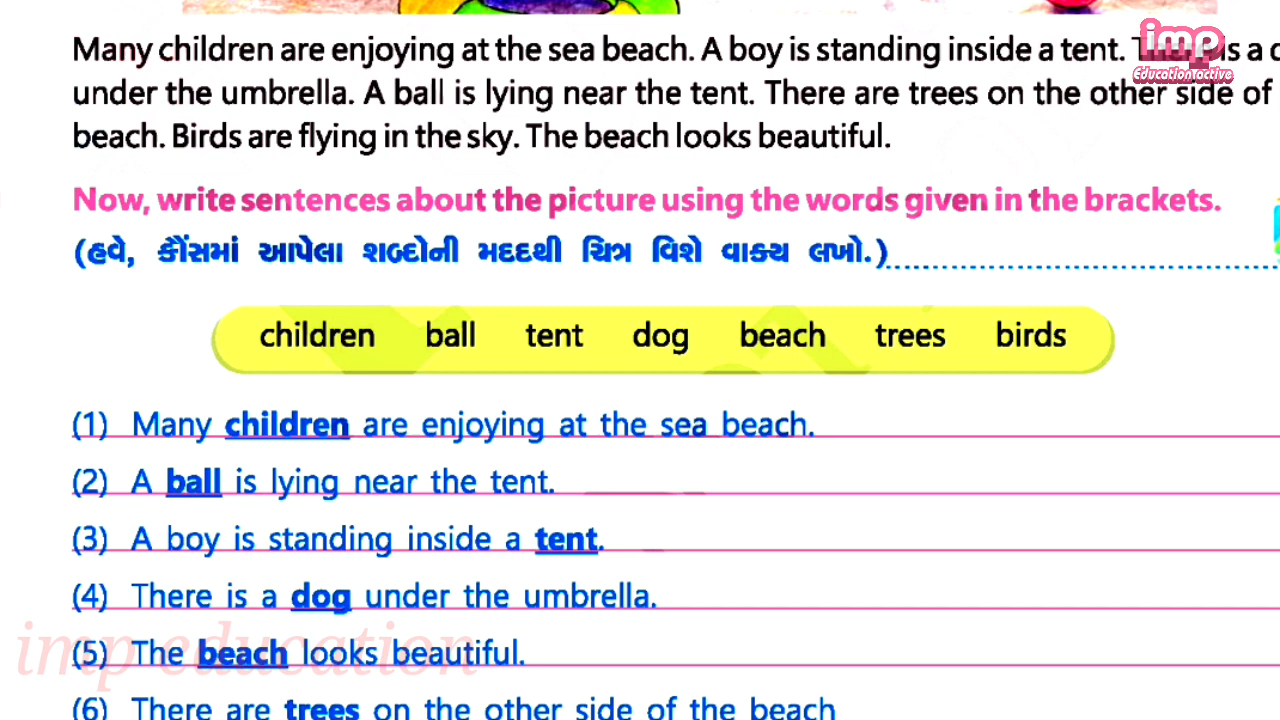 Many children are enjoying at the sea beach. A boy is standing inside a tent. is a
imp
Education4active
under the umbrella. A ball is lying near the tent. There are trees on the other side of
beach. Birds are flying in the sky. The beach looks beautiful.
Now, write sentences about the picture using the words given in the brackets.
(હવે, કૌંસમાં આપેલા શબ્દોની મદદથી ચિત્ર વિશે વાક્ય લખો.)
children ball tent dog beach trees birds
(1) Many children are enjoying at the sea beach.
(2) A ball is lying near the tent.
(3) A boy is standing inside a tent.
(4) There is a dog under the umbrella.
imp education
(5) The beach looks beautiful.
(6) There are trees on the other side of the beach